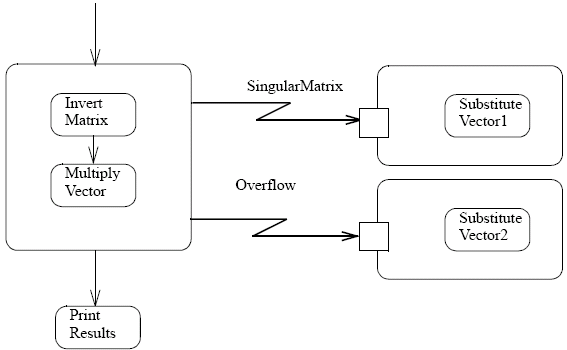 SingularMatrix
Invert
Matrix
Substitute
Vector1
Multiply
Vector
Overflow
Substitute
Vector2
Print
Results